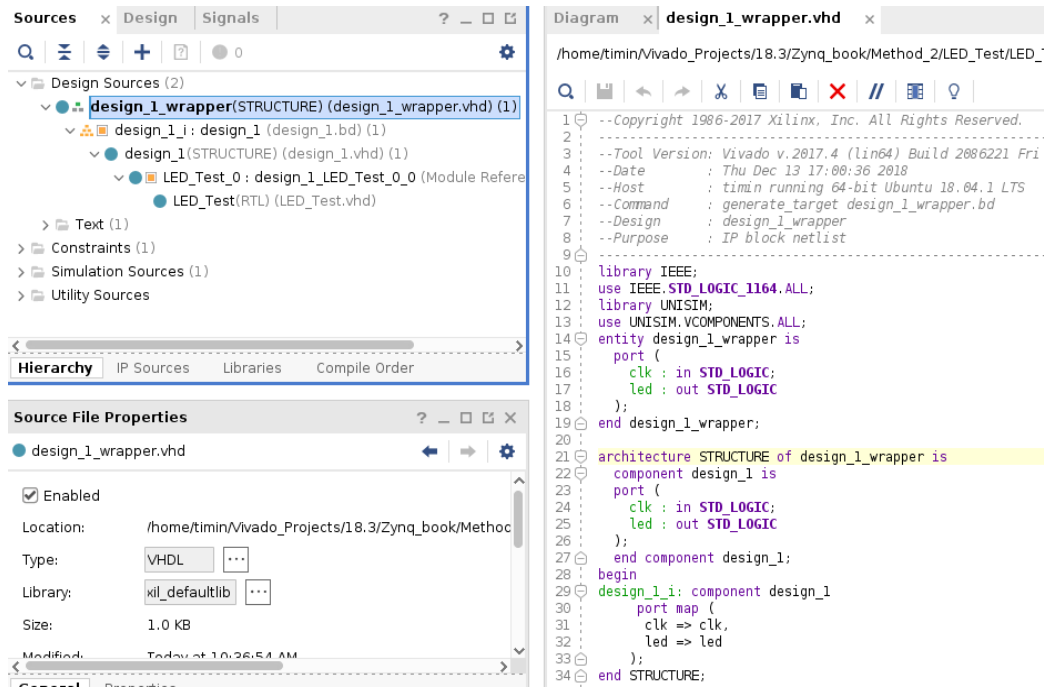 Sources × Design Signals ? _
0
Design Sources (2)
design_1_wrapper(STRUCTURE) (design_1_wrapper.vhd) (1)
design_1_i : design_1 (design_1.bd) (1)
design_1(STRUCTURE) (design_1.vhd) (1)
LED_Test_0 : design_1_LED_Test_0_0 (Module Refere
LED_Test(RTL) (LED_Test.vhd)
Text (1)
Constraints (1)
Simulation Sources (1)
Utility Sources
Hierarchy IP Sources Libraries Compile Order
Source File Properties ? _ ×
design_1_wrapper.vhd
Enabled
Location: /home/timin/Vivado_Projects/18.3/Zynq_book/Methoc
Type: VHDL ...
Library: xil_defaultlib ...
Size: 1.0 KB
Modified: Today at 10:36:54 AM
General Properties
Diagram × design_1_wrapper.vhd ×
/home/timin/Vivado_Projects/18.3/Zynq_book/Method_2/LED_Test/LED_T
1 --Copyright 1986-2017 Xilinx, Inc. All Rights Reserved.
2 ----------------------------------------------------------
3 --Tool Version: Vivado v.2017.4 (lin64) Build 2086221 Fri
4 --Date : Thu Dec 13 17:00:36 2018
5 --Host : timin running 64-bit Ubuntu 18.04.1 LTS
6 --Command : generate_target design_1_wrapper.bd
7 --Design : design_1_wrapper
8 --Purpose : IP block netlist
9 ----------------------------------------------------------
10 library IEEE;
11 use IEEE.STD_LOGIC_1164.ALL;
12 library UNISIM;
13 use UNISIM.VCOMPONENTS.ALL;
14 entity design_1_wrapper is
15 port (
16 clk : in STD_LOGIC;
17 led : out STD_LOGIC
18 );
19 end design_1_wrapper;
20
21 architecture STRUCTURE of design_1_wrapper is
22 component design_1 is
23 port (
24 clk : in STD_LOGIC;
25 led : out STD_LOGIC
26 );
27 end component design_1;
28 begin
29 design_1_i: component design_1
30 port map (
31 clk => clk,
32 led => led
33 );
34 end STRUCTURE;